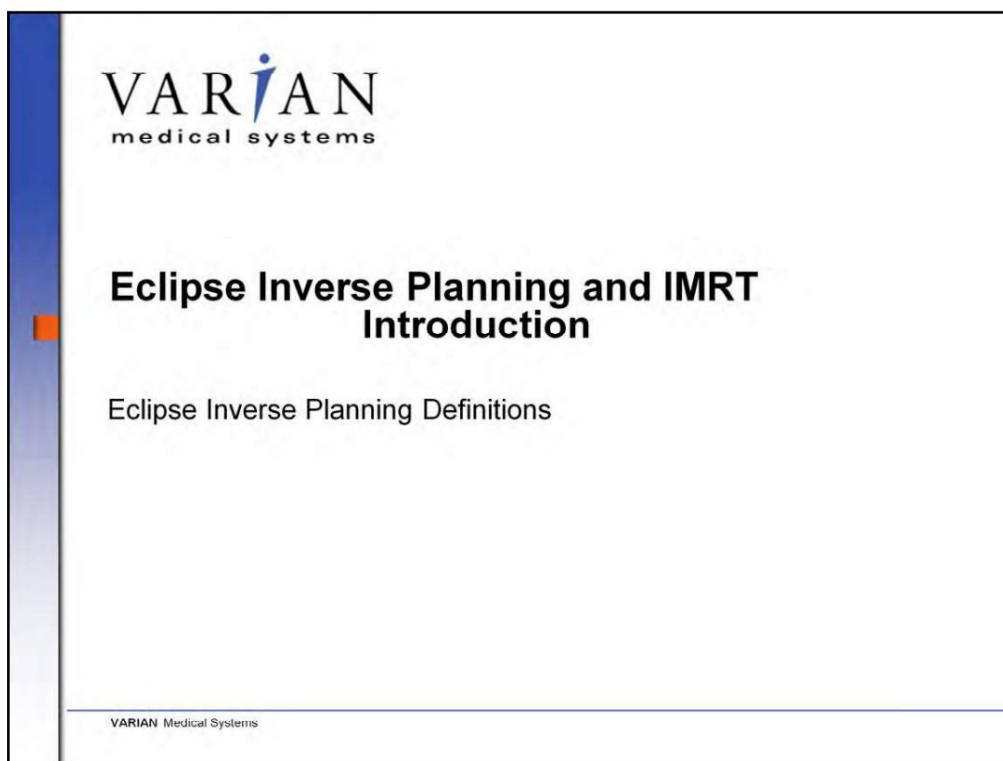 VARIAN
medical systems
Eclipse Inverse Planning and IMRT
Introduction
Eclipse Inverse Planning Definitions
VARIAN Medical Systems